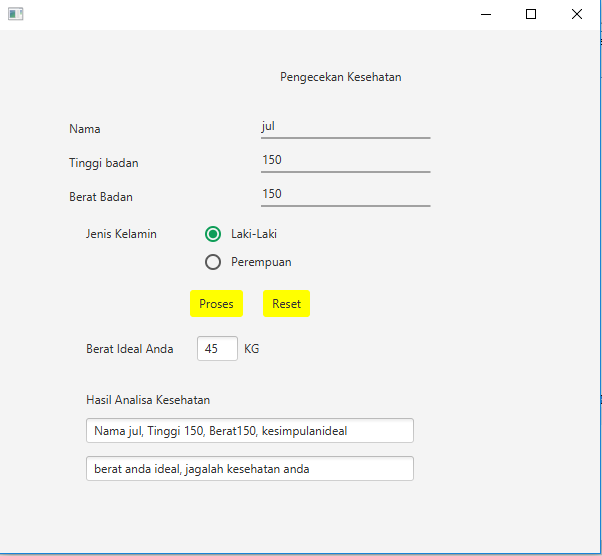 Pengecekan Kesehatan
Nama jul
Tinggi badan 150
Berat Badan 150
Jenis Kelamin Laki-Laki
Perempuan
Proses Reset
Berat Ideal Anda 45 KG
Hasil Analisa Kesehatan
Nama jul, Tinggi 150, Berat150, kesimpulanideal
berat anda ideal, jagalah kesehatan anda